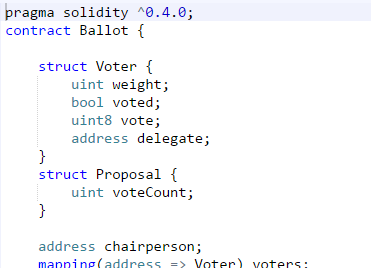 pragma solidity ^0.4.0;
contract Ballot {
struct Voter {
uint weight;
bool voted;
uint8 vote;
address delegate;
}
struct Proposal {
uint voteCount;
}
address chairperson;
mapping(address => Voter) voters;